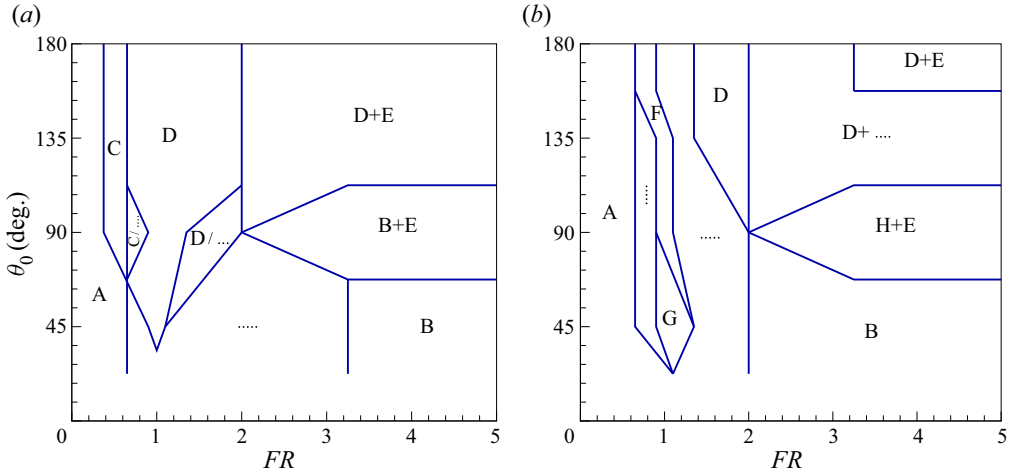 (a)
(b)
180
135
90
45
0
θ0 (deg.)
C
D
D+E
C/.....
D / ...
B+E
A
.....
B
0 1 2 3 4 5
FR
180
135
90
45
0
D+E
D
F
D+ ....
A
.....
.....
H+E
G
B
1 2 3 4 5
FR